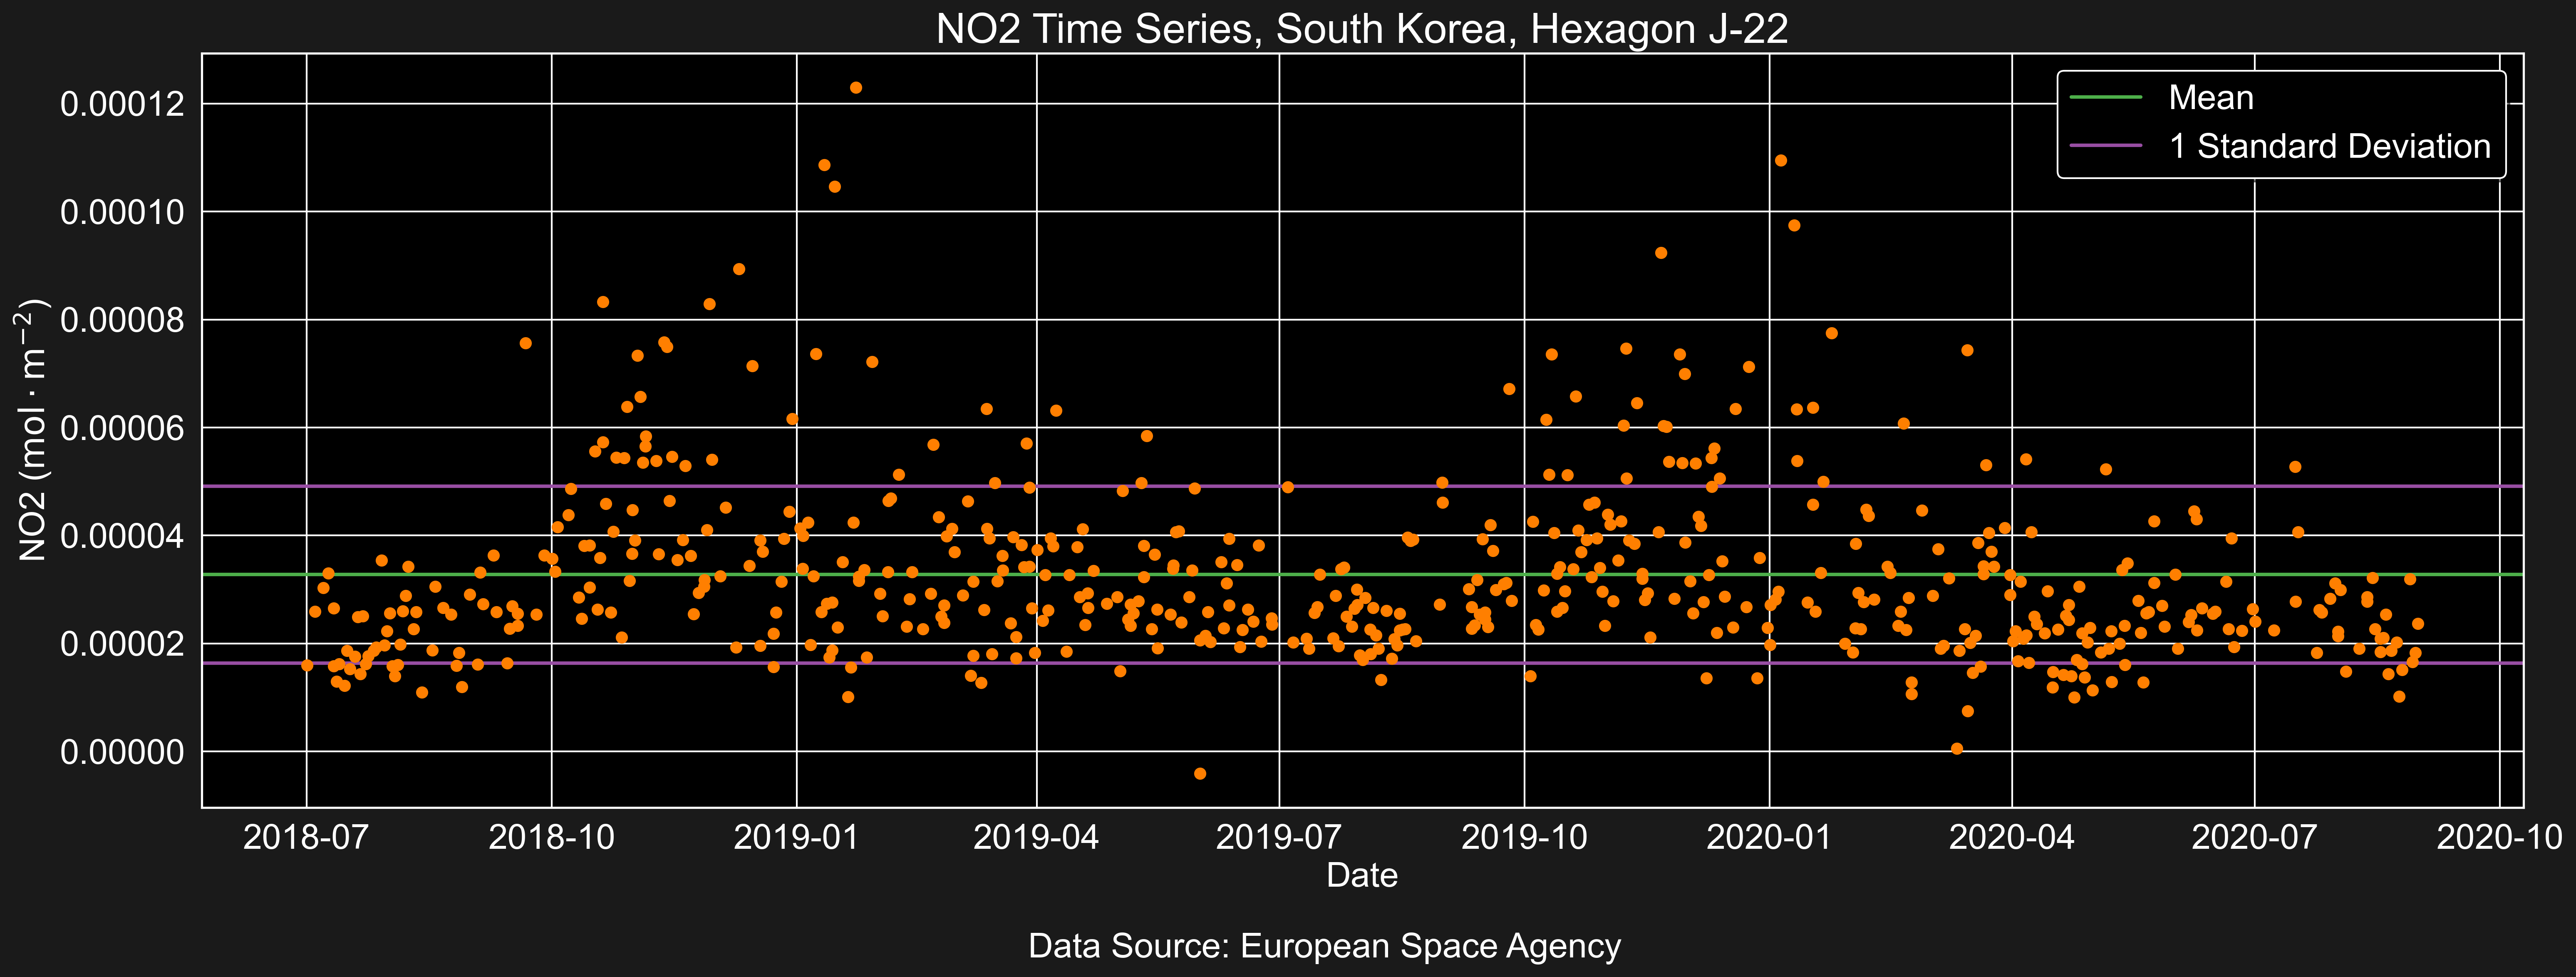 NO2 Time Series, South Korea, Hexagon J-22
Mean
1 Standard Deviation
NO2 (mol · m⁻²)
0.00012
0.00010
0.00008
0.00006
0.00004
0.00002
0.00000
2018-07 2018-10 2019-01 2019-04 2019-07 2019-10 2020-01 2020-04 2020-07 2020-10
Date
Data Source: European Space Agency